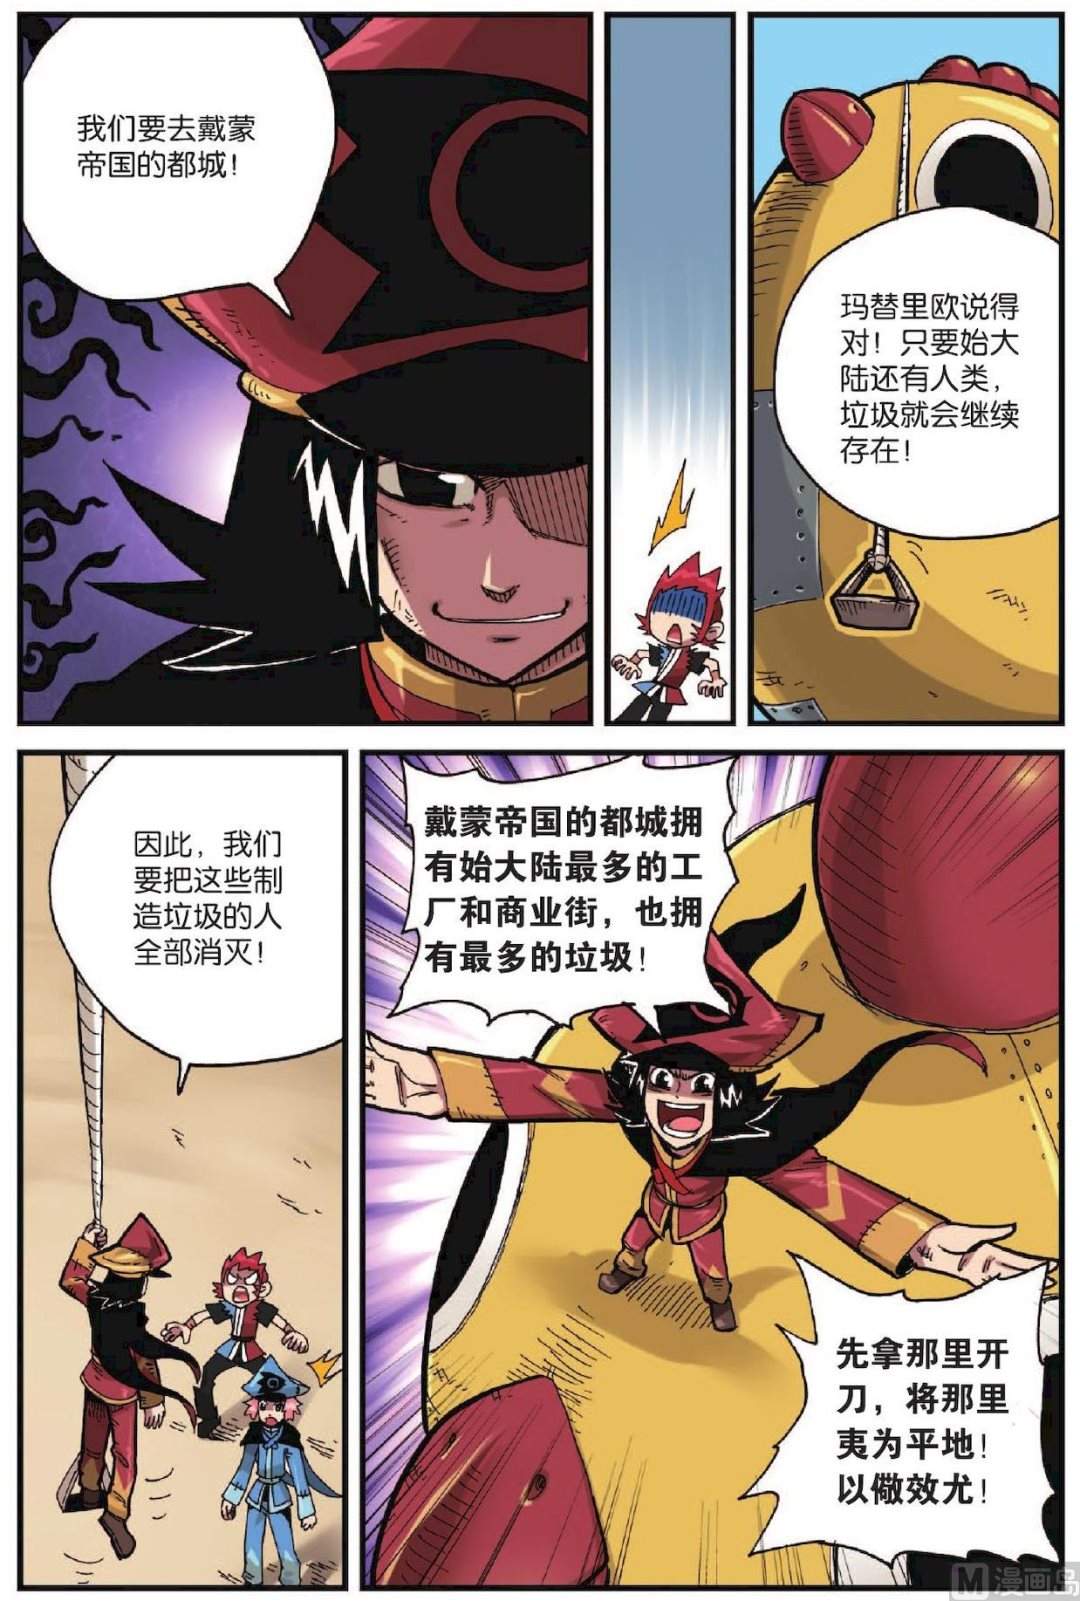 我们要去戴蒙
帝国的都城！
玛替里欧说得
对！只要始大
陆还有人类，
垃圾就会继续
存在！
因此，我们
要把这些制
造垃圾的人
全部消灭！
戴蒙帝国的都城拥
有始大陆最多的工
厂和商业街，也拥
有最多的垃圾！
先拿那里开
刀，将那里
夷为平地！
以儆效尤！
M漫画岛